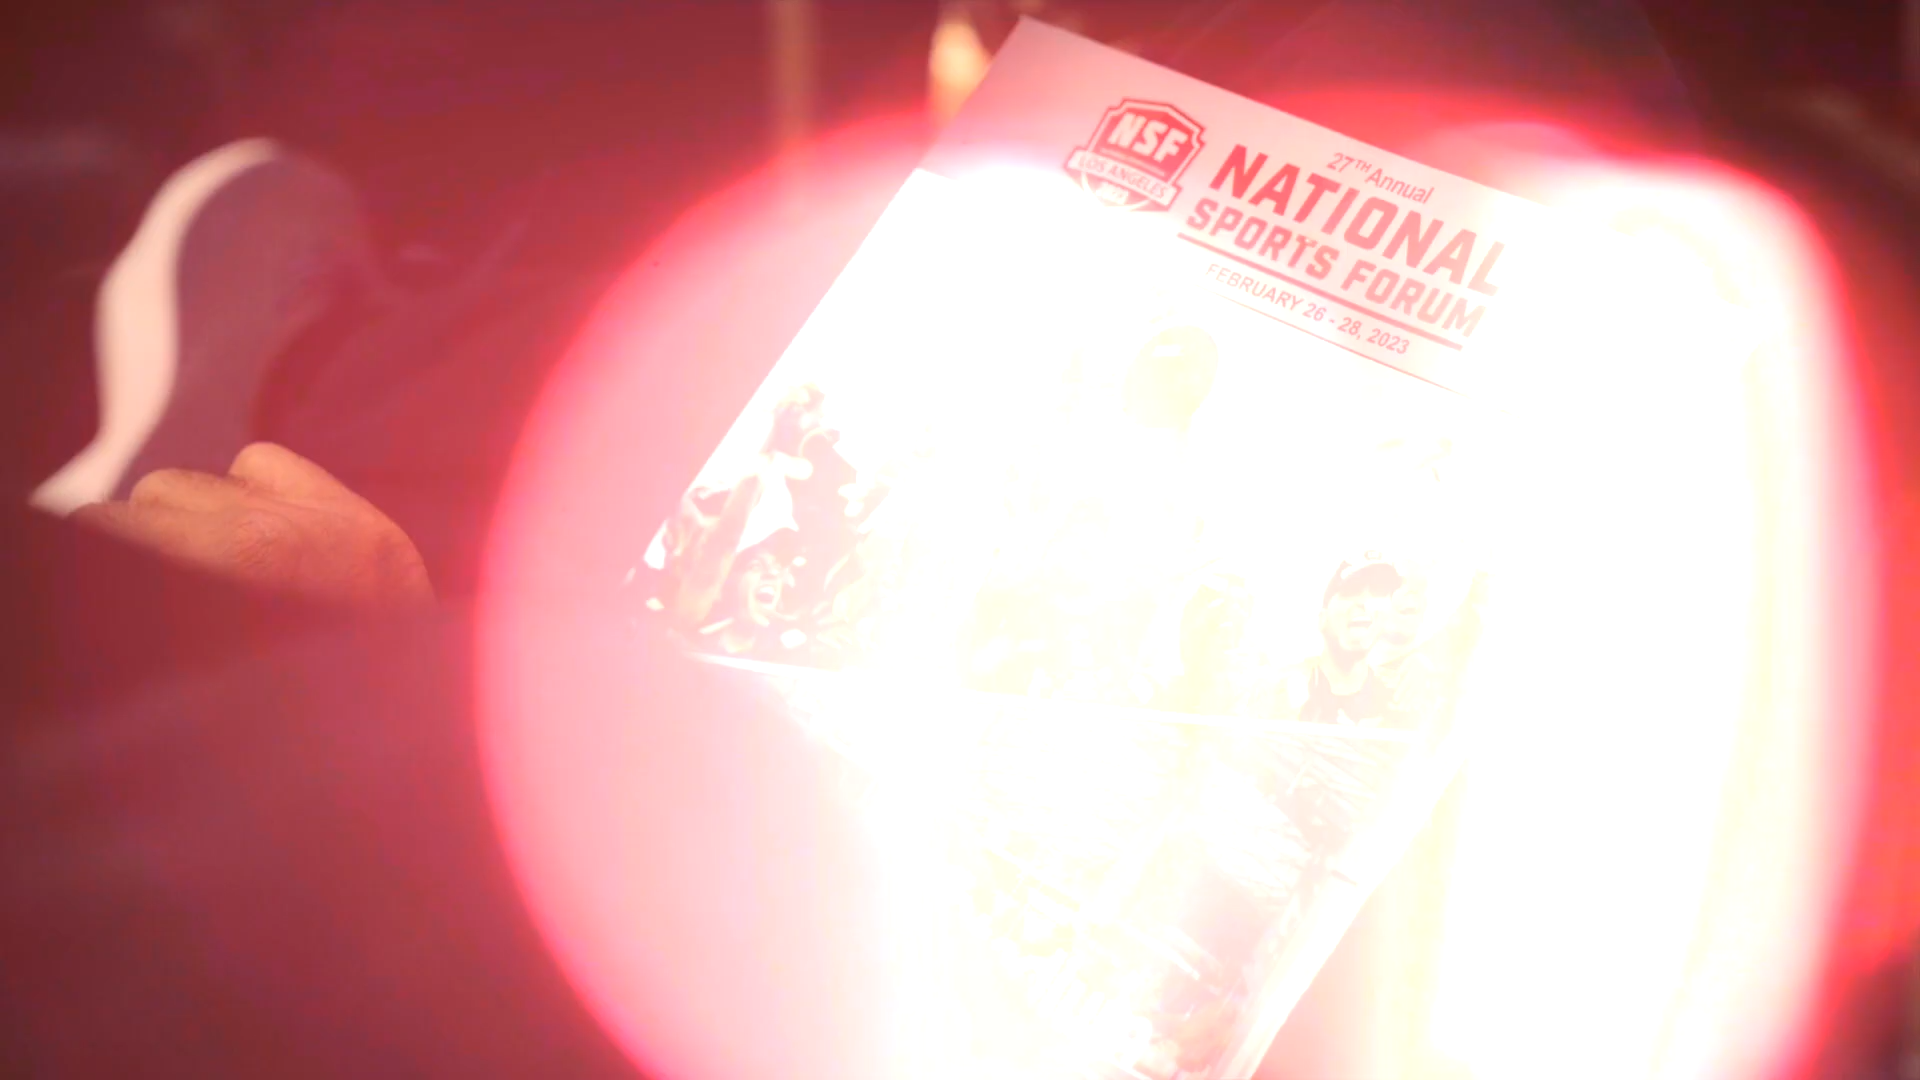 NSF
LOS ANGELES
27TH Annual
NATIONAL
SPORTS FORUM
FEBRUARY 26 - 28, 2023